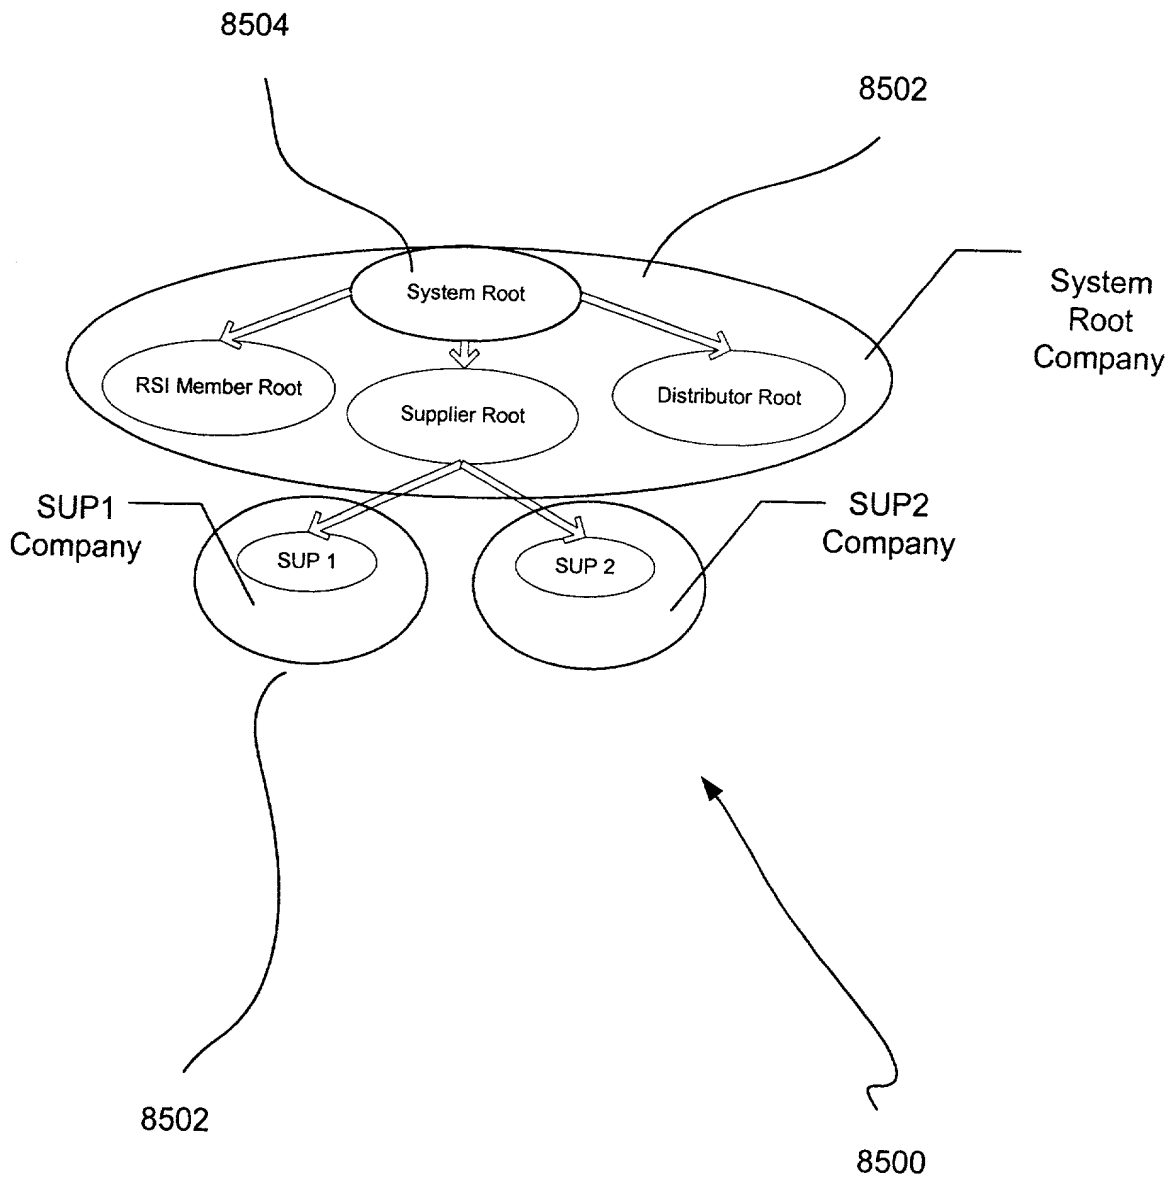 8504
8502
System Root
System
Root
Company
RSI Member Root
Supplier Root
Distributor Root
SUP1
Company
SUP2
Company
SUP 1
SUP 2
8502
8500